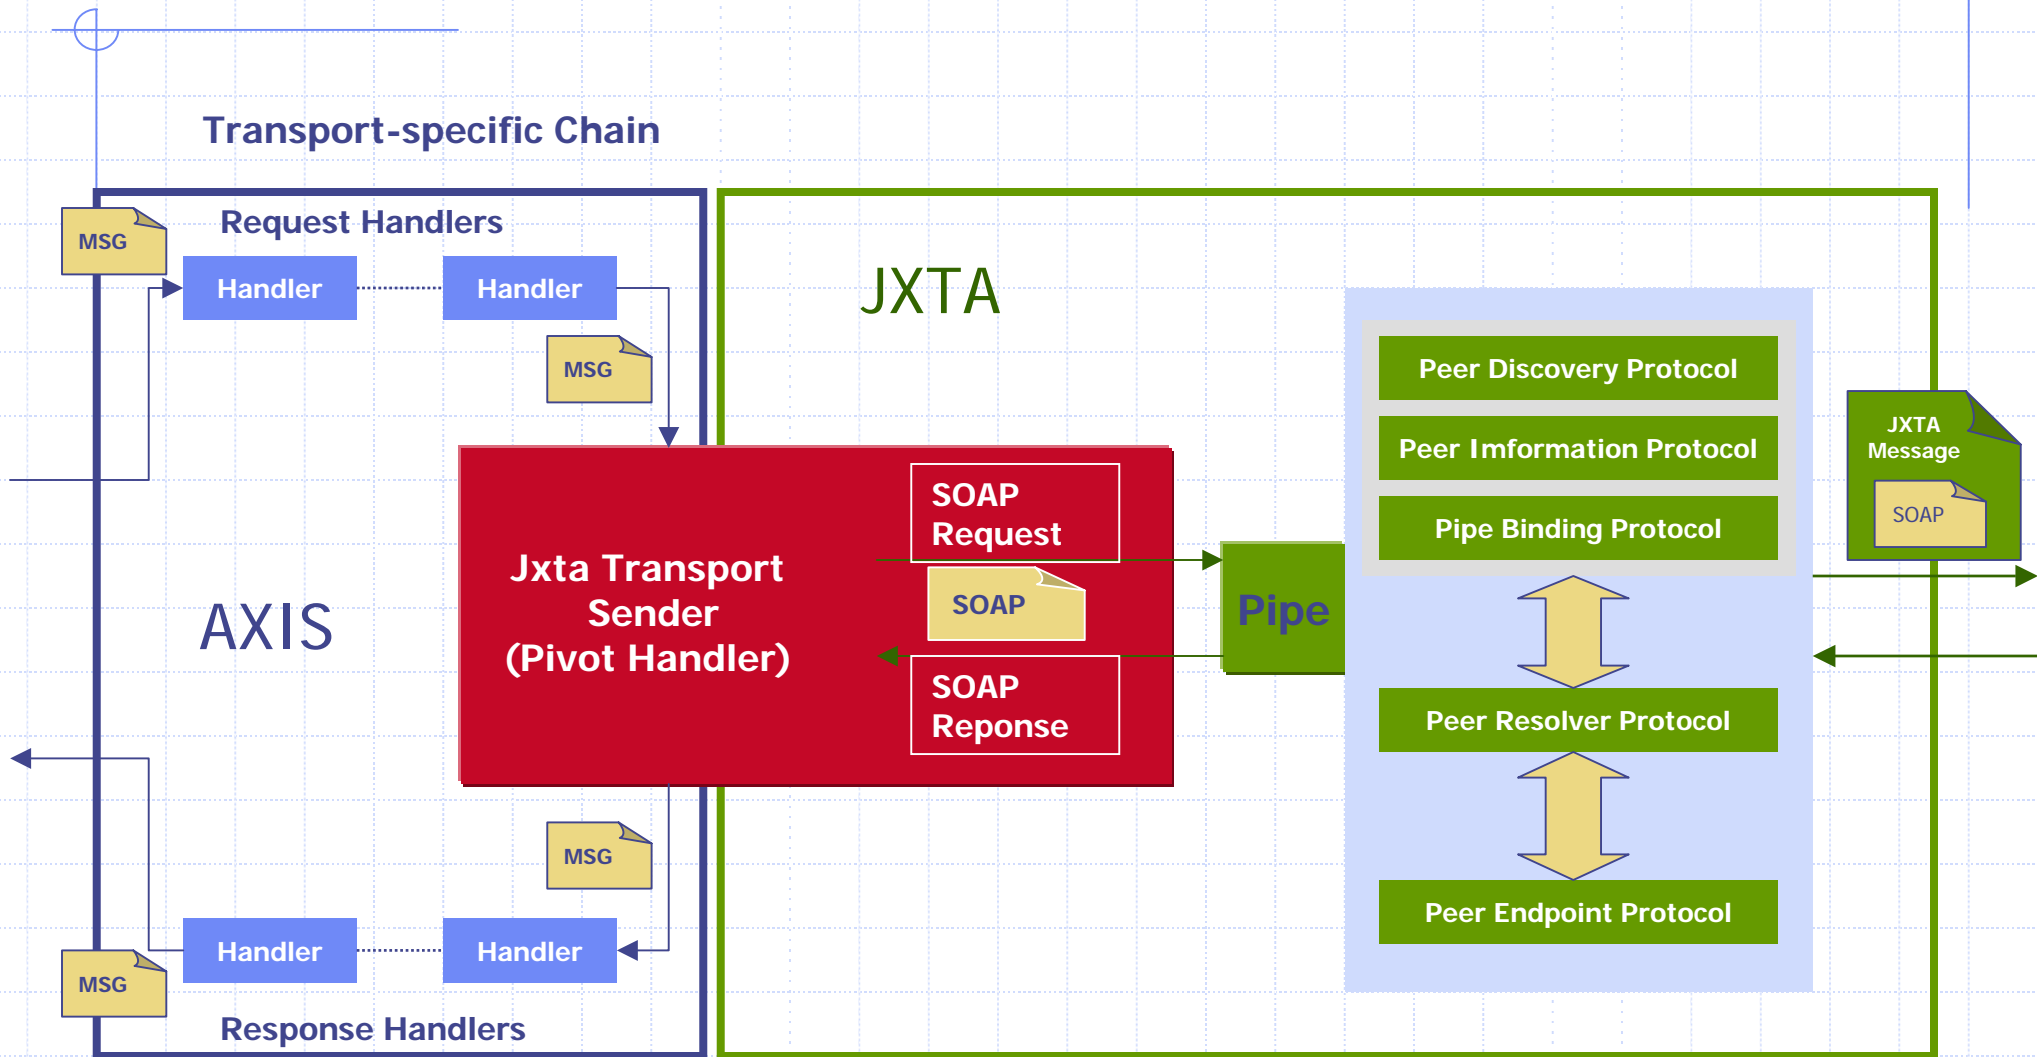 Transport-specific Chain
Request Handlers
MSG
Handler
Handler
MSG
AXIS
JXTA
Jxta Transport
Sender
(Pivot Handler)
SOAP
Request
SOAP
SOAP
Reponse
Pipe
Peer Discovery Protocol
Peer Imformation Protocol
Pipe Binding Protocol
Peer Resolver Protocol
Peer Endpoint Protocol
JXTA
Message
SOAP
MSG
Handler
Handler
MSG
Response Handlers